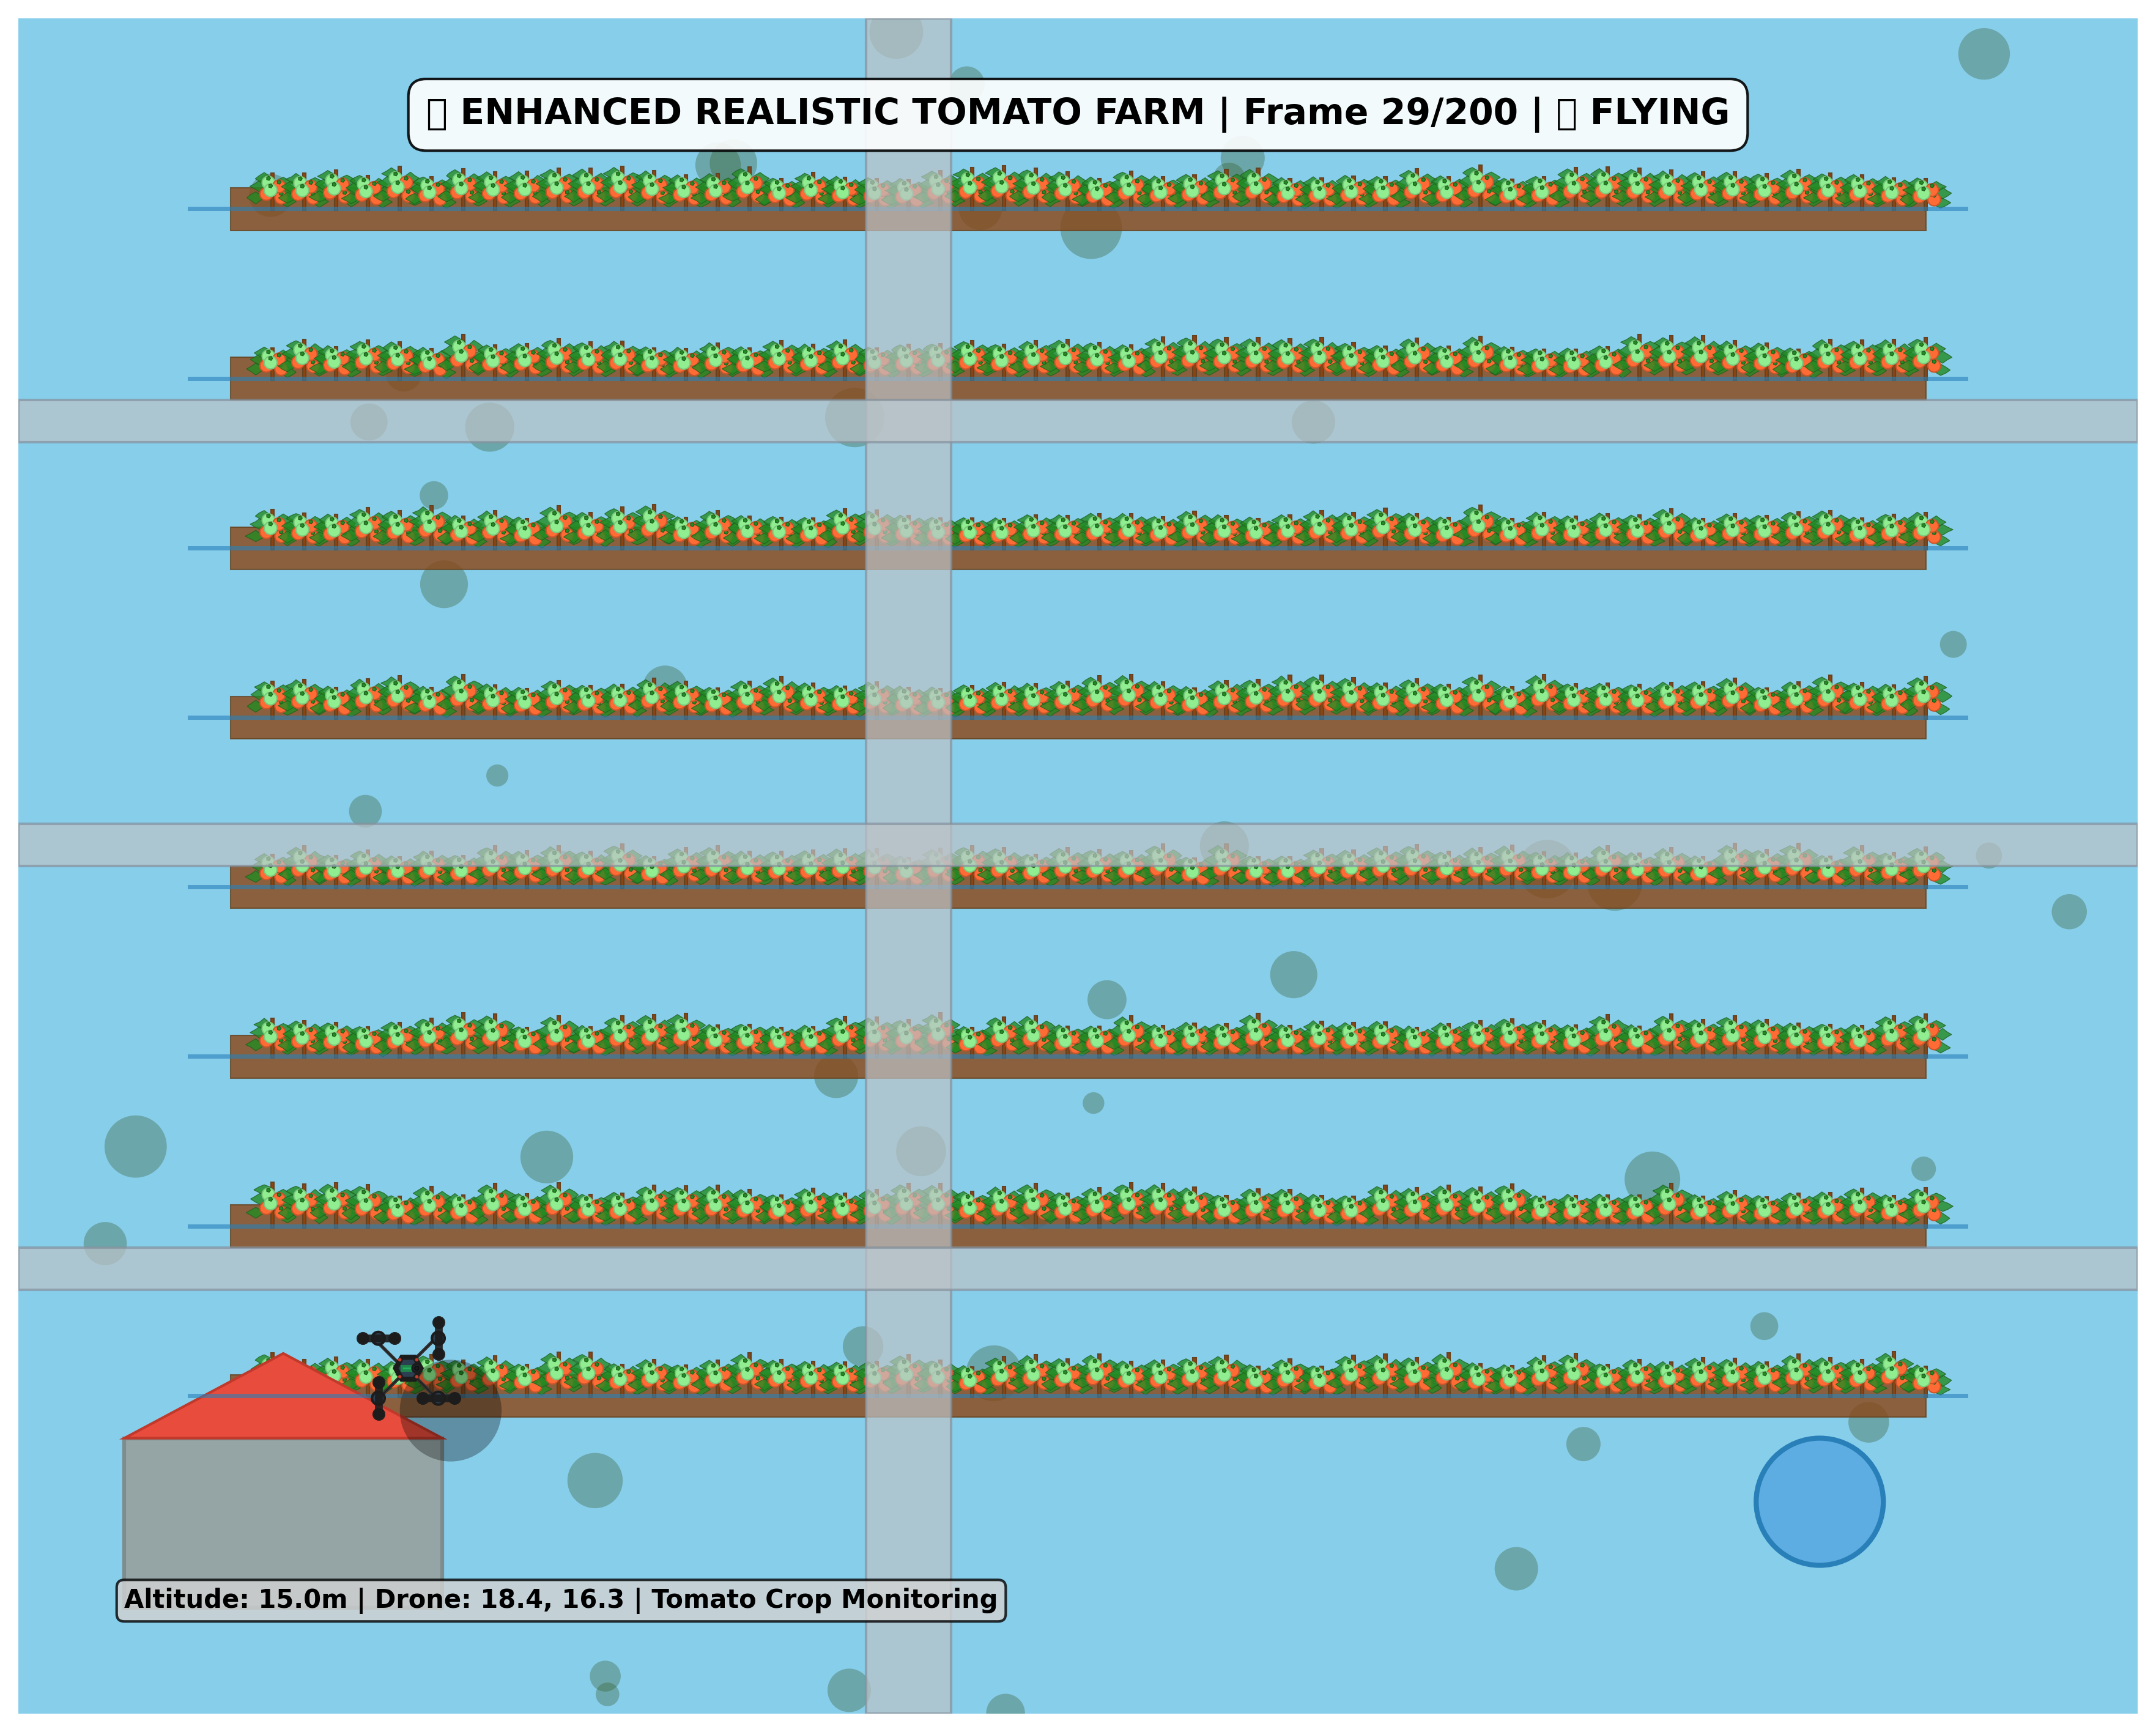 ▯ ENHANCED REALISTIC TOMATO FARM | Frame 29/200 | ▯ FLYING
Altitude: 15.0m | Drone: 18.4, 16.3 | Tomato Crop Monitoring